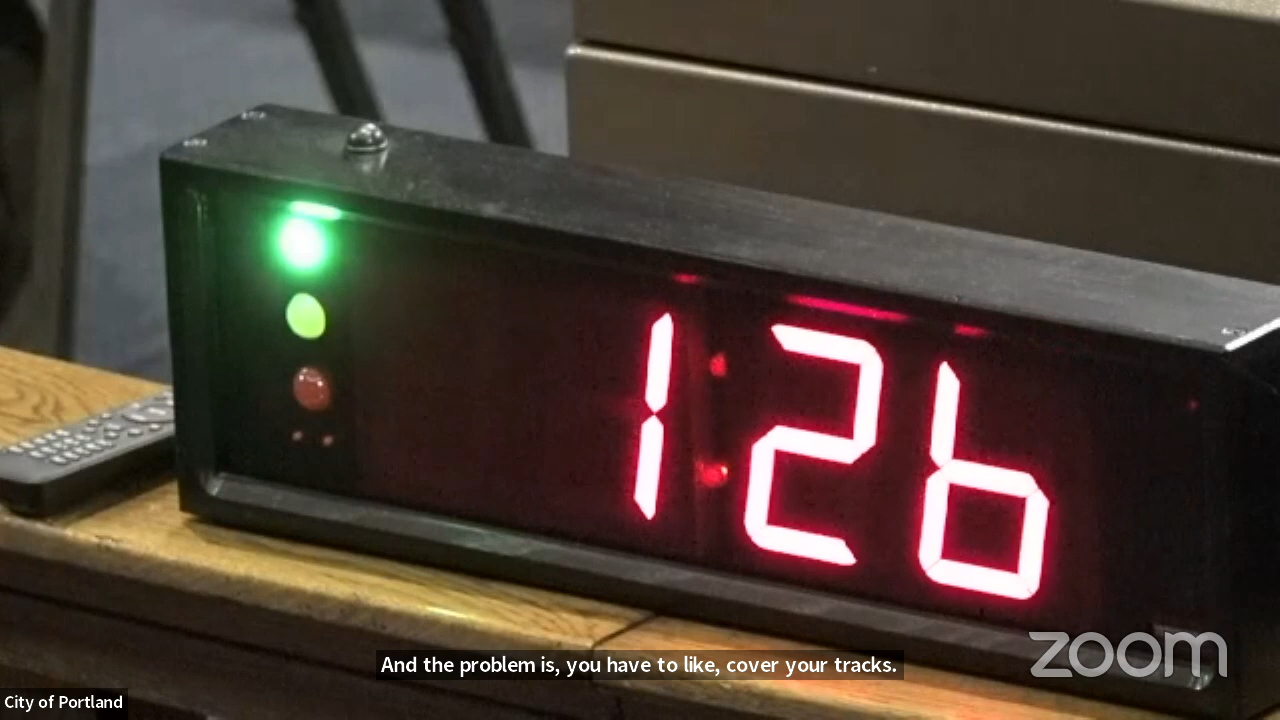 1:26
And the problem is, you have to like, cover your tracks.
zoom
City of Portland